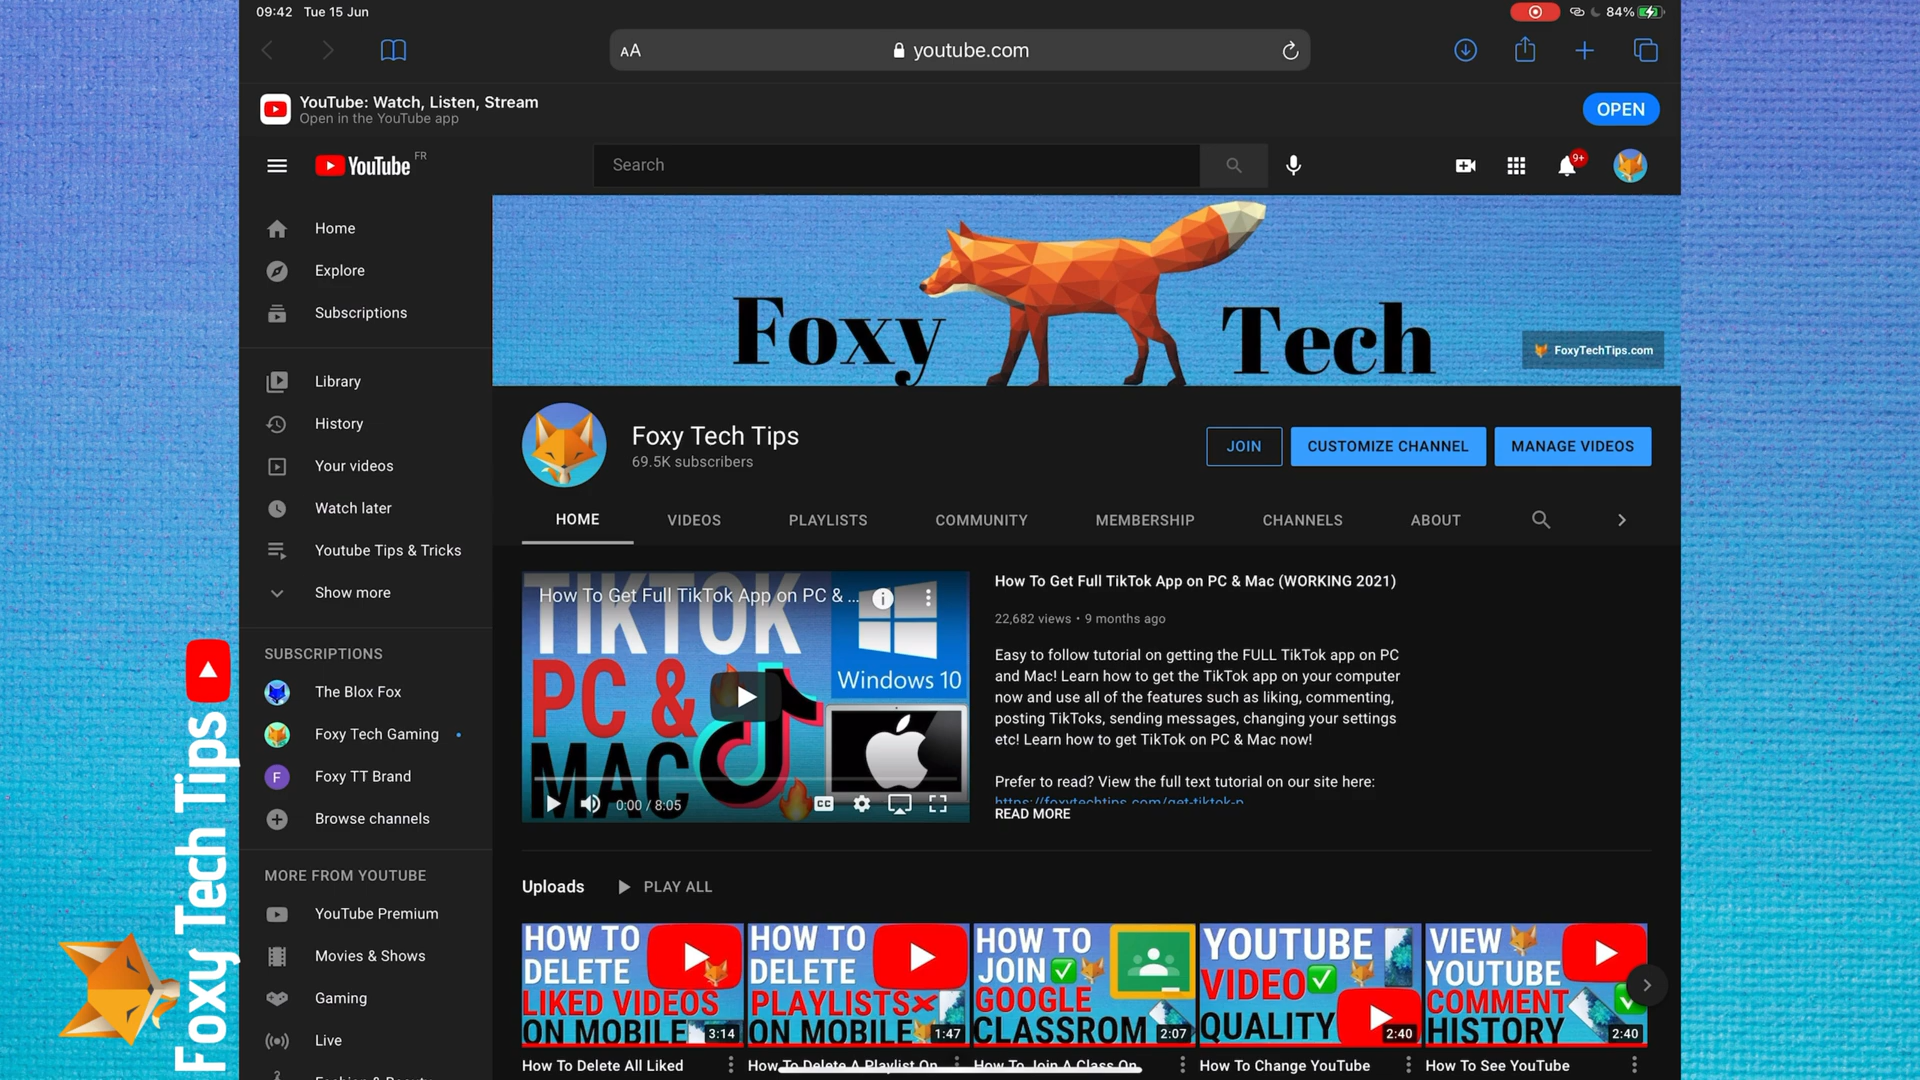 09:42 Tue 15 Jun
84%
AA
youtube.com
YouTube: Watch, Listen, Stream
Open in the YouTube app
OPEN
YouTube FR
Search
9+
Home
Explore
Subscriptions
Library
History
Your videos
Watch later
Youtube Tips & Tricks
Show more
SUBSCRIPTIONS
The Blox Fox
Foxy Tech Gaming
F
Foxy TT Brand
Browse channels
MORE FROM YOUTUBE
YouTube Premium
Movies & Shows
Gaming
Live
Foxy Tech
FoxyTechTips.com
Foxy Tech Tips
69.5K subscribers
JOIN
CUSTOMIZE CHANNEL
MANAGE VIDEOS
HOME
VIDEOS
PLAYLISTS
COMMUNITY
MEMBERSHIP
CHANNELS
ABOUT
How To Get Full TikTok App on PC & ...
TIKTOK
PC &
MAC
Windows 10
0:00 / 8:05
CC
How To Get Full TikTok App on PC & Mac (WORKING 2021)
22,682 views • 9 months ago
Easy to follow tutorial on getting the FULL TikTok app on PC
and Mac! Learn how to get the TikTok app on your computer
now and use all of the features such as liking, commenting,
posting TikToks, sending messages, changing your settings
etc! Learn how to get TikTok on PC & Mac now!
Prefer to read? View the full text tutorial on our site here:
https://foxytechtips.com/get-tiktok-p
READ MORE
Uploads
PLAY ALL
HOW TO
DELETE
LIKED VIDEOS
ON MOBILE
3:14
How To Delete All Liked
HOW TO
DELETE
PLAYLISTS
ON MOBILE
1:47
How To Delete A Playlist On
HOW TO
JOIN
GOOGLE
CLASSROM
2:07
How To Join A Class On
YOUTUBE
VIDEO
QUALITY
2:40
How To Change YouTube
VIEW
YOUTUBE
COMMENT
HISTORY
2:40
How To See YouTube
Foxy Tech Tips